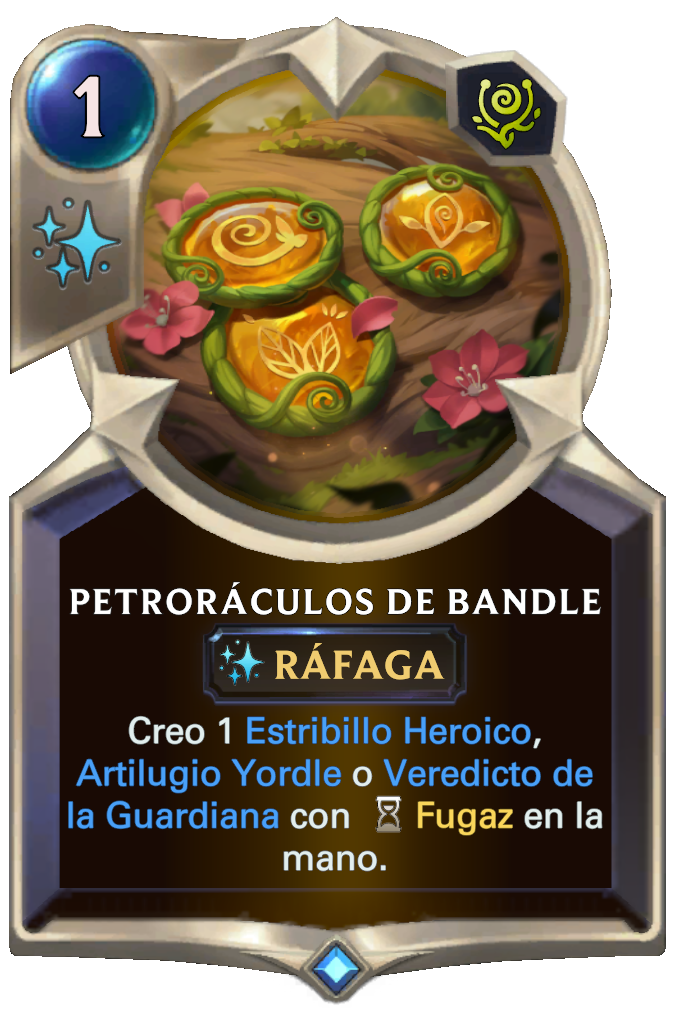 1
PETRORÁCULOS DE BANDLE
RÁFAGA
Creo 1 Estribillo Heroico,
Artilugio Yordle o Veredicto de
la Guardiana con Fugaz en la
mano.